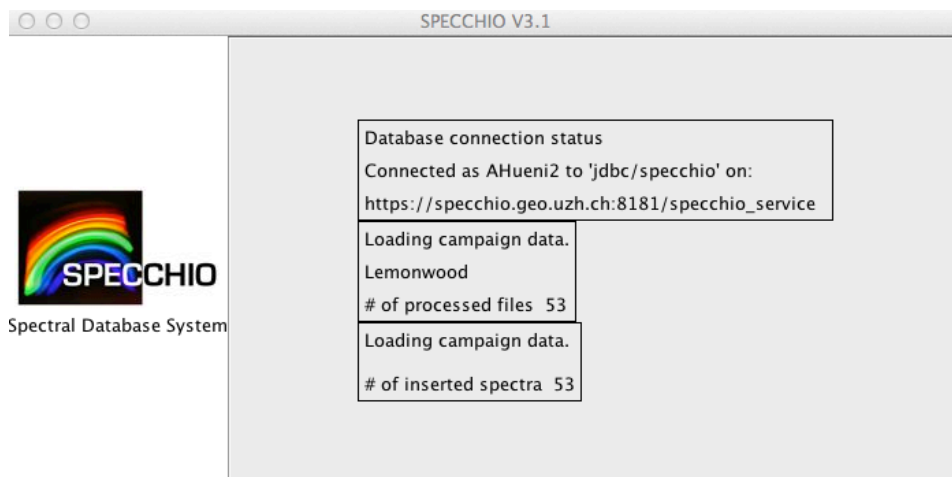 SPECCHIO V3.1
SPECCHIO
Spectral Database System
Database connection status
Connected as AHueni2 to 'jdbc/specchio' on:
https://specchio.geo.uzh.ch:8181/specchio_service
Loading campaign data.
Lemonwood
# of processed files 53
Loading campaign data.
# of inserted spectra 53